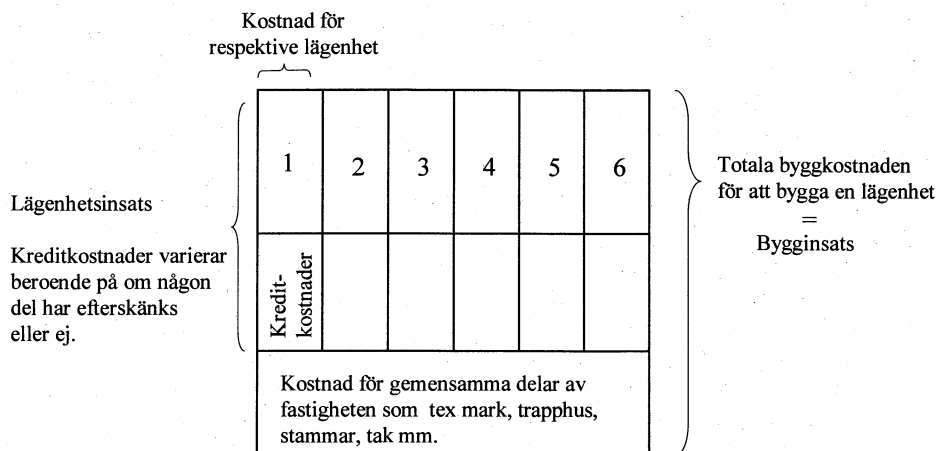 Kostnad för
respektive lägenhet
1
2
3
4
5
6
Totala byggkostnaden
för att bygga en lägenhet
=
Bygginsats
Lägenhetsinsats
Kreditkostnader varierar
beroende på om någon
del har efterskänks
eller ej.
Kredit-
kostnader
Kostnad för gemensamma delar av
fastigheten som tex mark, trapphus,
stammar, tak mm.